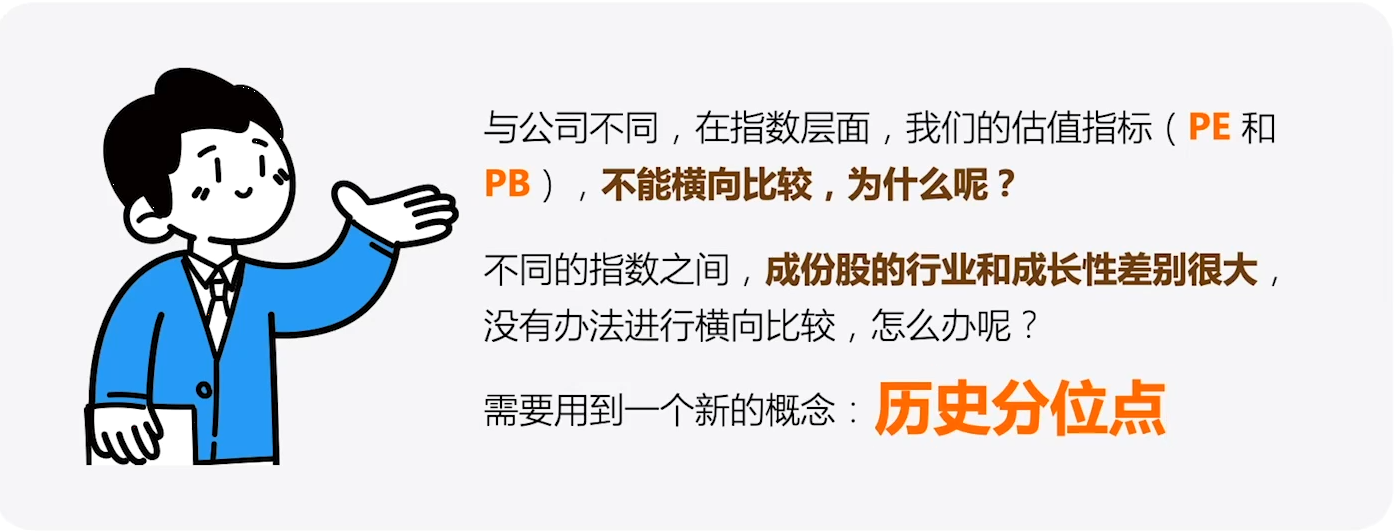 与公司不同，在指数层面，我们的估值指标（PE 和
PB），不能横向比较，为什么呢？
不同的指数之间，成份股的行业和成长性差别很大，
没有办法进行横向比较，怎么办呢？
需要用到一个新的概念：历史分位点